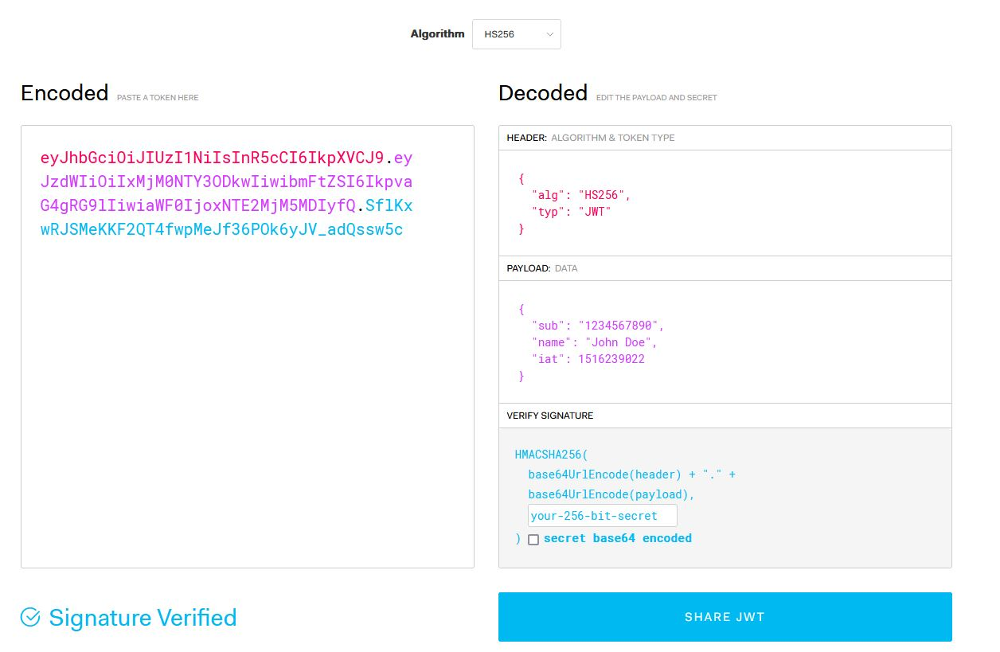 Algorithm HS256
Encoded PASTE A TOKEN HERE
eyJhbGciOiJIUzI1NiIsInR5cCI6IkpXVCJ9.ey
JzdWIiOiIxMjM0NTY3ODkwIiwibmFtZSI6Ikpva
G4gRG9lIiwiaWF0IjoxNTE2MjM5MDIyfQ.SflKx
wRJSMeKKF2QT4fwpMeJf36POk6yJV_adQssw5c
Signature Verified
Decoded EDIT THE PAYLOAD AND SECRET
HEADER: ALGORITHM & TOKEN TYPE
{
"alg": "HS256",
"typ": "JWT"
}
PAYLOAD: DATA
{
"sub": "1234567890",
"name": "John Doe",
"iat": 1516239022
}
VERIFY SIGNATURE
HMACSHA256(
base64UrlEncode(header) + "." +
base64UrlEncode(payload),
your-256-bit-secret
) secret base64 encoded
SHARE JWT